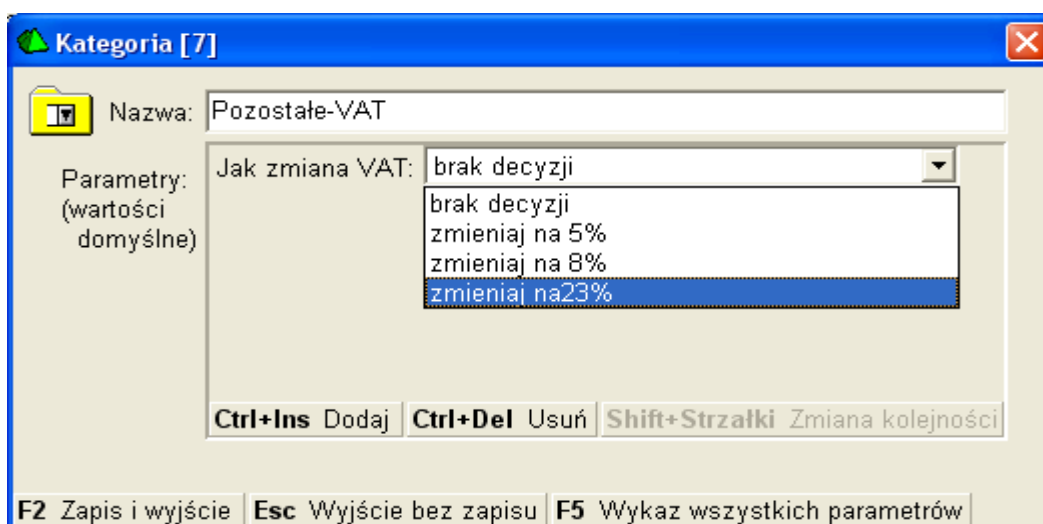 Kategoria [7]
Nazwa: Pozostałe-VAT
Parametry:
(wartości
domyślne)
Jak zmiana VAT: brak decyzji
brak decyzji
zmieniaj na 5%
zmieniaj na 8%
zmieniaj na23%
Ctrl+Ins Dodaj Ctrl+Del Usuń Shift+Strzałki Zmiana kolejności
F2 Zapis i wyjście Esc Wyjście bez zapisu F5 Wykaz wszystkich parametrów